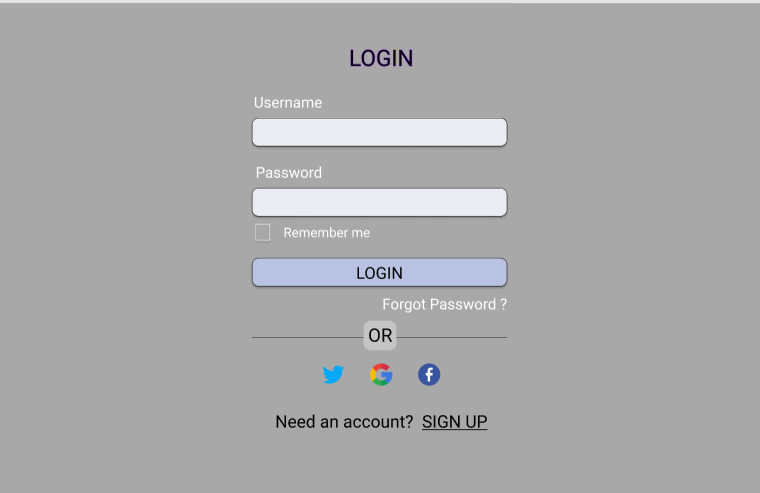 LOGIN
Username
Password
Remember me
LOGIN
Forgot Password ?
OR
Need an account? SIGN UP